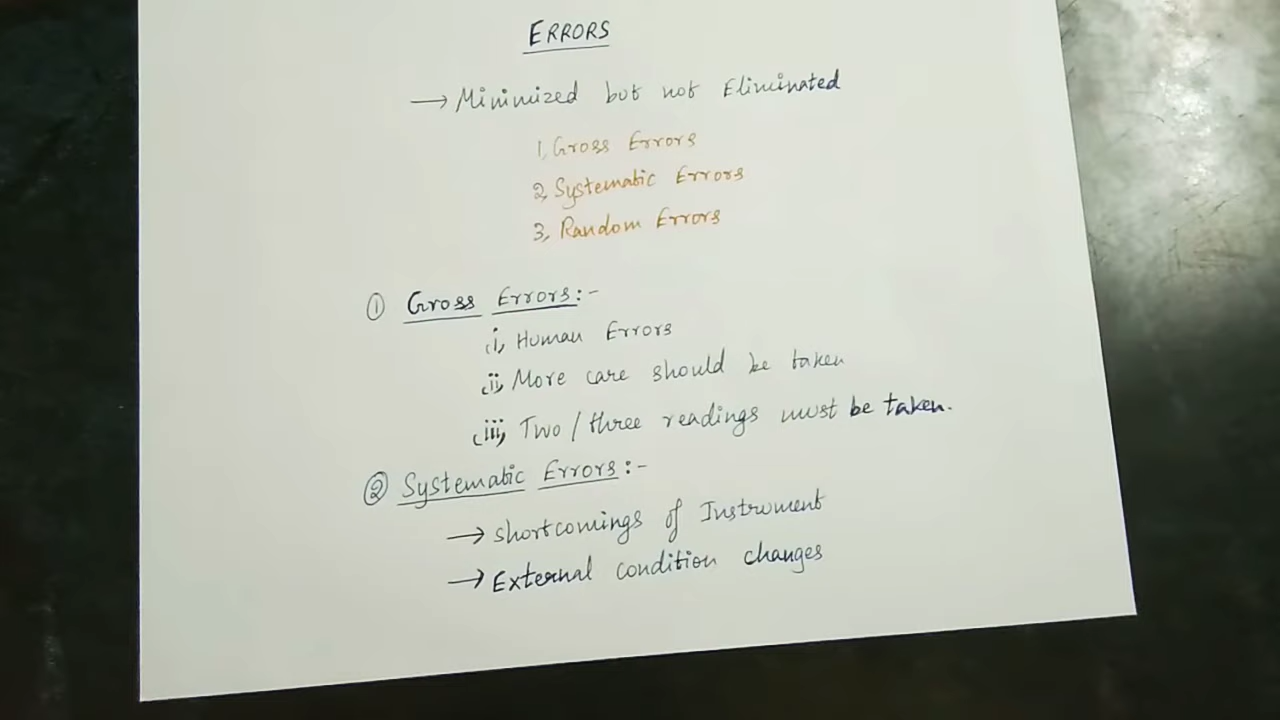 ERRORS
→ Minimized but not Eliminated
1, Gross Errors
2, Systematic Errors
3, Random Errors
① Gross Errors:-
(i, Human Errors
(ii, More care should be taken
(iii, Two / three readings must be taken.
② Systematic Errors:-
→ shortcomings of Instrument
→ External condition changes